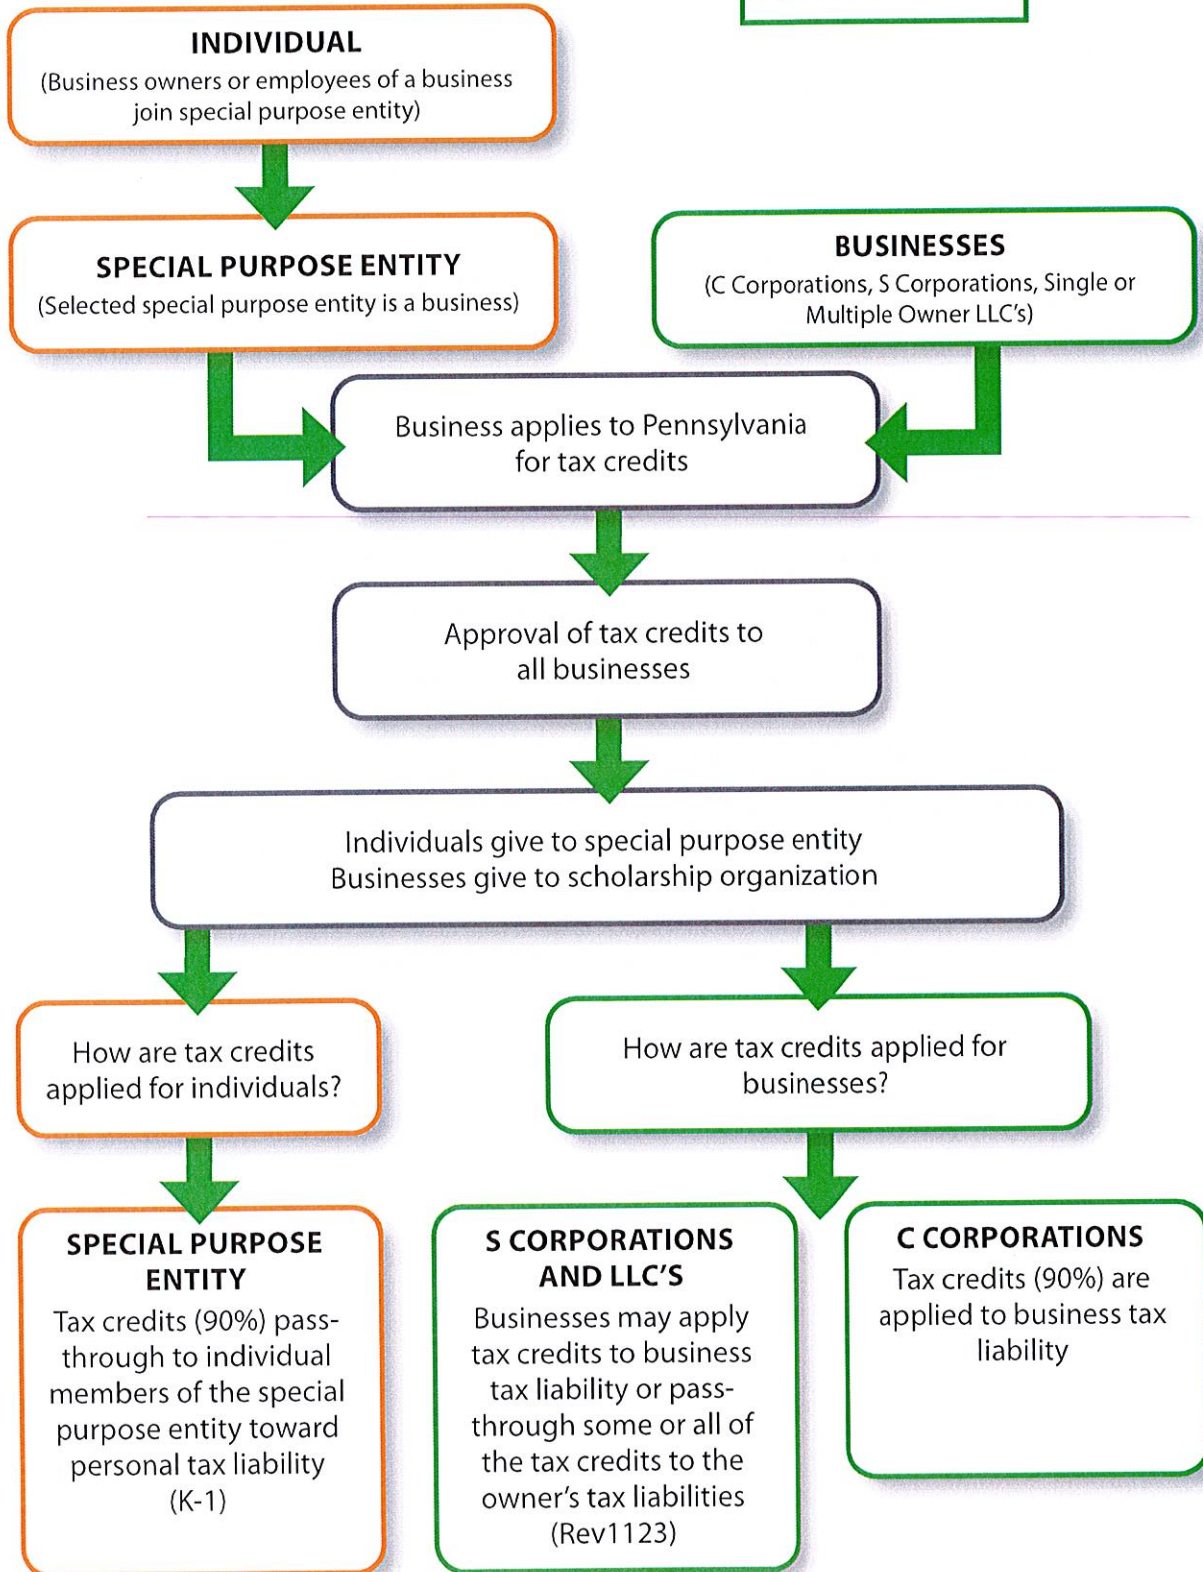 INDIVIDUAL
(Business owners or employees of a business
join special purpose entity)
SPECIAL PURPOSE ENTITY
(Selected special purpose entity is a business)
BUSINESSES
(C Corporations, S Corporations, Single or
Multiple Owner LLC's)
Business applies to Pennsylvania
for tax credits
Approval of tax credits to
all businesses
Individuals give to special purpose entity
Businesses give to scholarship organization
How are tax credits
applied for individuals?
How are tax credits applied for
businesses?
SPECIAL PURPOSE
ENTITY
Tax credits (90%) pass-
through to individual
members of the special
purpose entity toward
personal tax liability
(K-1)
S CORPORATIONS
AND LLC'S
Businesses may apply
tax credits to business
tax liability or pass-
through some or all of
the tax credits to the
owner's tax liabilities
(Rev1123)
C CORPORATIONS
Tax credits (90%) are
applied to business tax
liability